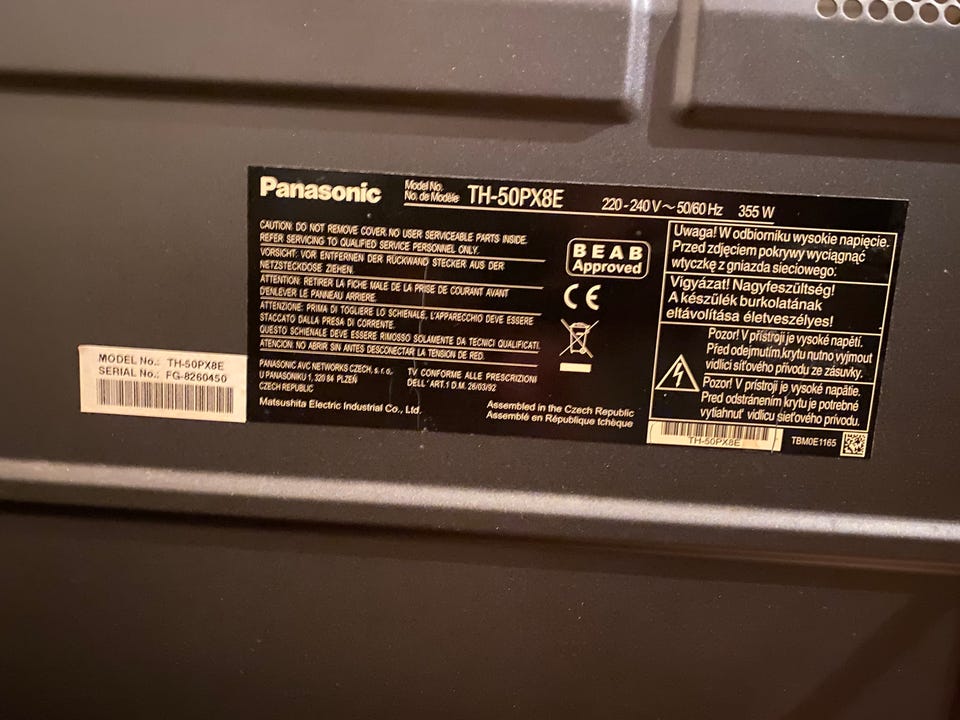 Panasonic
Model No.
No. de Modèle
TH-50PX8E
220 - 240 V ~ 50/60 Hz 355 W
CAUTION: DO NOT REMOVE COVER. NO USER SERVICEABLE PARTS INSIDE.
REFER SERVICING TO QUALIFIED SERVICE PERSONNEL ONLY.
VORSICHT: VOR ENTFERNEN DER RÜCKWAND STECKER AUS DER
NETZSTECKDOSE ZIEHEN.
ATTENTION: RETIRER LA FICHE MALE DE LA PRISE DE COURANT AVANT
D'ENLEVER LE PANNEAU ARRIERE.
ATTENZIONE: PRIMA DI TOGLIERE LO SCHIENALE, L'APPARECCHIO DEVE ESSERE
STACCATO DALLA PRESA DI CORRENTE.
QUESTO SCHIENALE DEVE ESSERE RIMOSSO SOLAMENTE DA TECNICI QUALIFICATI.
ATENCION: NO ABRIR SIN ANTES DESCONECTAR LA TENSION DE RED.
PANASONIC AVC NETWORKS CZECH, s. r. o.
U PANASONIKU 1, 320 84 PLZEŇ
CZECH REPUBLIC
TV CONFORME ALLE PRESCRIZIONI
DELL' ART. 1 D.M. 26/03/92
Matsushita Electric Industrial Co., Ltd.
Assembled in the Czech Republic
Assemblé en République tchèque
BEAB
Approved
CE
Uwaga! W odbiorniku wysokie napięcie.
Przed zdjęciem pokrywy wyciągnąć
wtyczkę z gniazda sieciowego.
Vigyázat! Nagyfeszültség!
A készülék burkolatának
eltávolítása életveszélyes!
Pozor! V přístroji je vysoké napětí.
Před odejmutím krytu nutno vyjmout
vidlici síťového přívodu ze zásuvky.
Pozor! V prístroji je vysoké napätie.
Pred odstránením krytu je potrebné
vytiahnuť vidlicu sieťového prívodu.
TH-50PX8E
TBM0E1165
MODEL No.: TH-50PX8E
SERIAL No.: FG-8260450